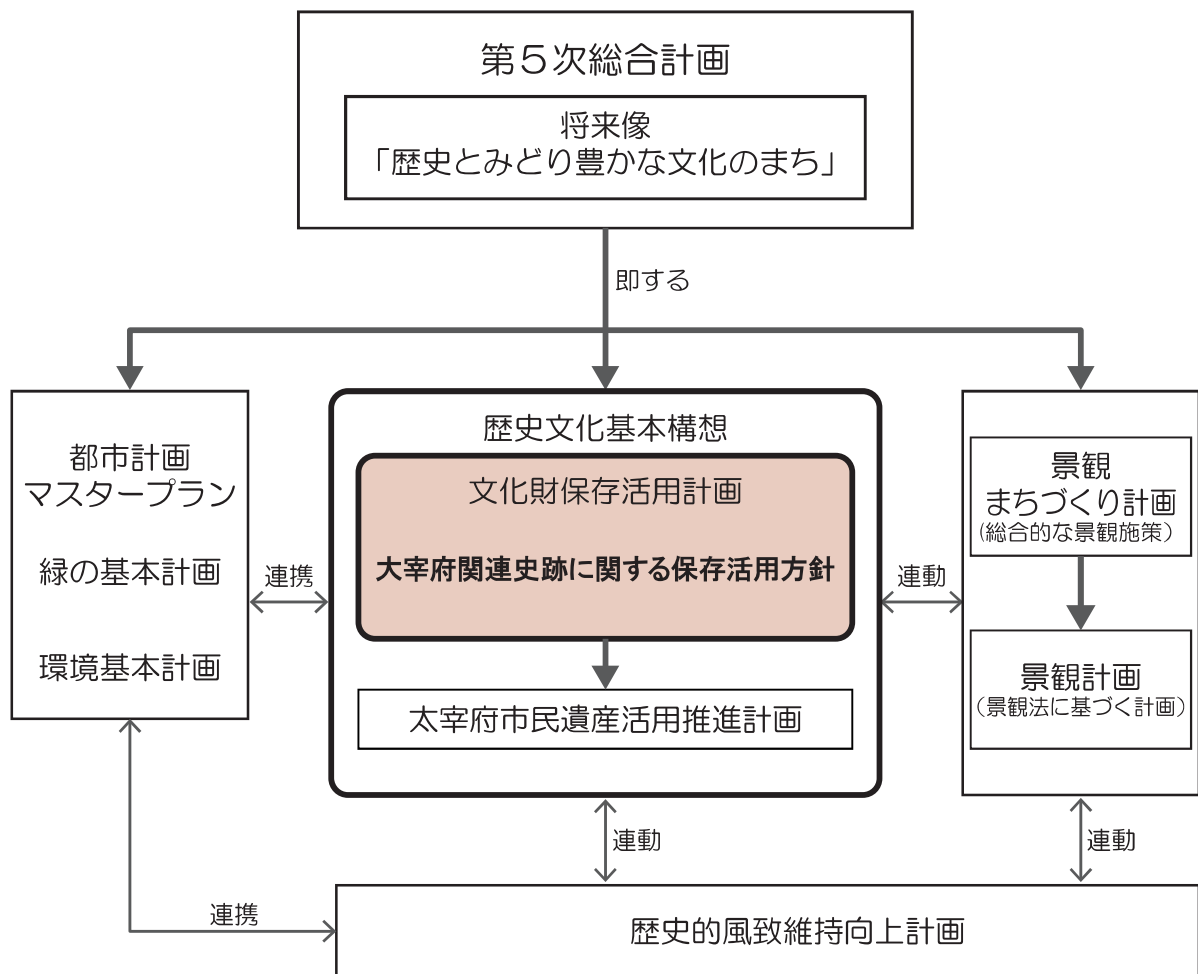 第5次総合計画
将来像
「歴史とみどり豊かな文化のまち」
即する
都市計画
マスタープラン
緑の基本計画
環境基本計画
連携
歴史文化基本構想
文化財保存活用計画
大宰府関連史跡に関する保存活用方針
太宰府市民遺産活用推進計画
連動
景観
まちづくり計画
(総合的な景観施策)
景観計画
(景観法に基づく計画)
連動
連動
連携
歴史的風致維持向上計画